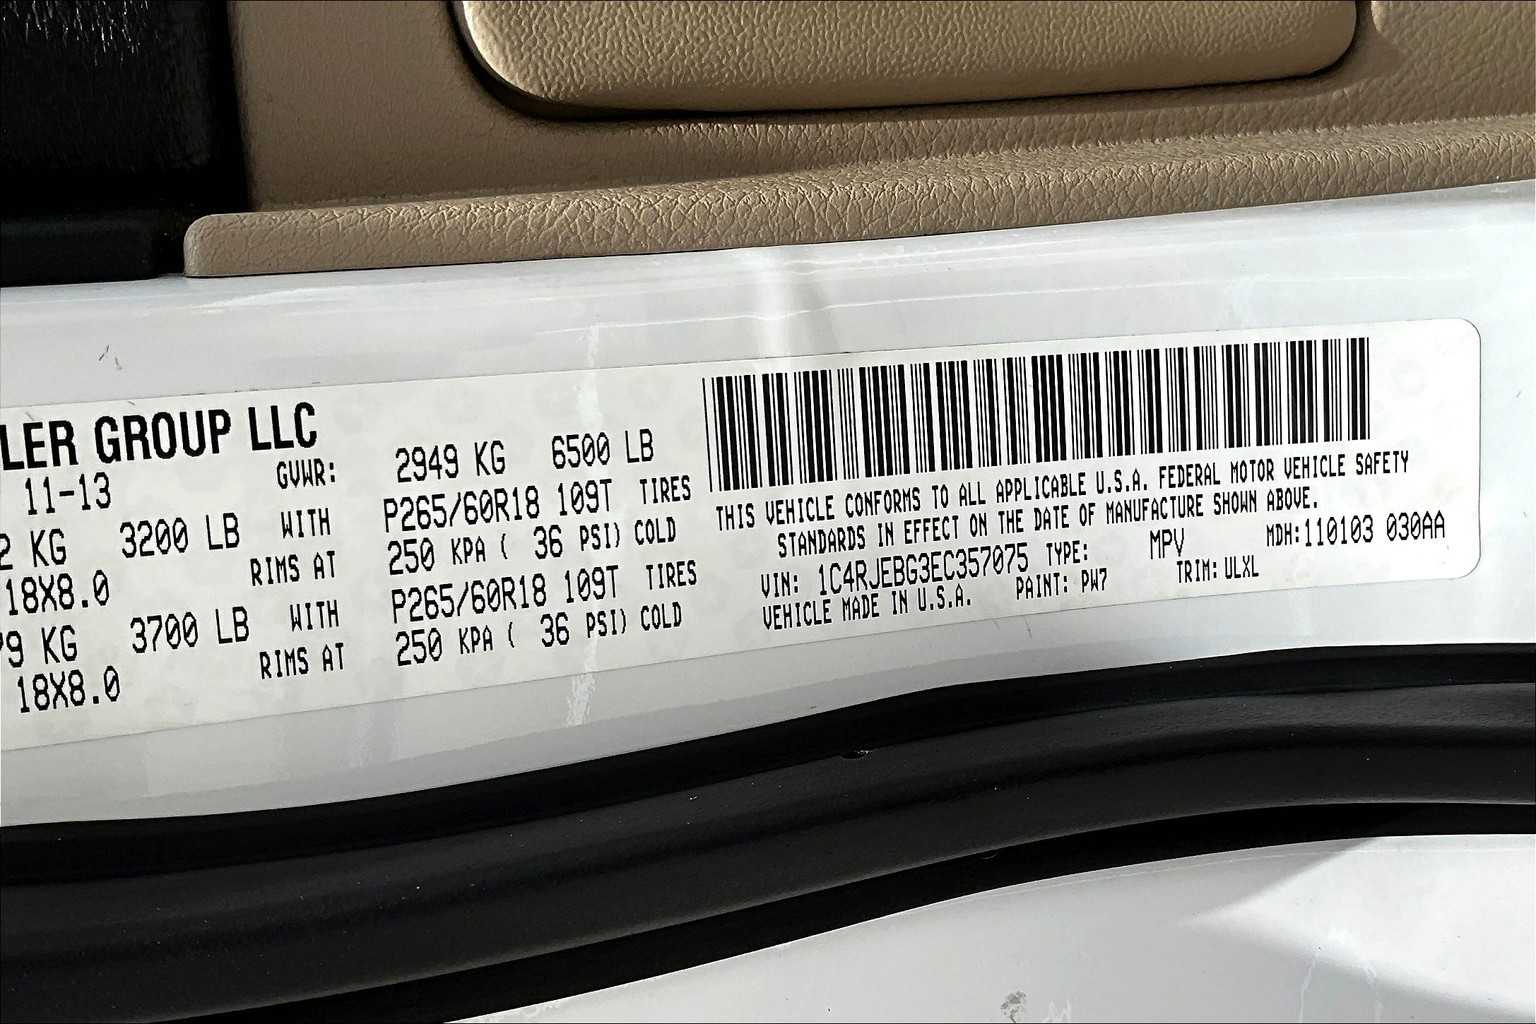 LER GROUP LLC
11-13 GVWR: 2949 KG 6500 LB
2 KG 3200 LB WITH P265/60R18 109T TIRES
18X8.0 RIMS AT 250 KPA ( 36 PSI) COLD
79 KG 3700 LB WITH P265/60R18 109T TIRES
18X8.0 RIMS AT 250 KPA ( 36 PSI) COLD
THIS VEHICLE CONFORMS TO ALL APPLICABLE U.S.A. FEDERAL MOTOR VEHICLE SAFETY
STANDARDS IN EFFECT ON THE DATE OF MANUFACTURE SHOWN ABOVE.
VIN: 1C4RJEBG3EC357075 TYPE: MPV MDH:110103 030AA
VEHICLE MADE IN U.S.A. PAINT: PW7 TRIM: ULXL